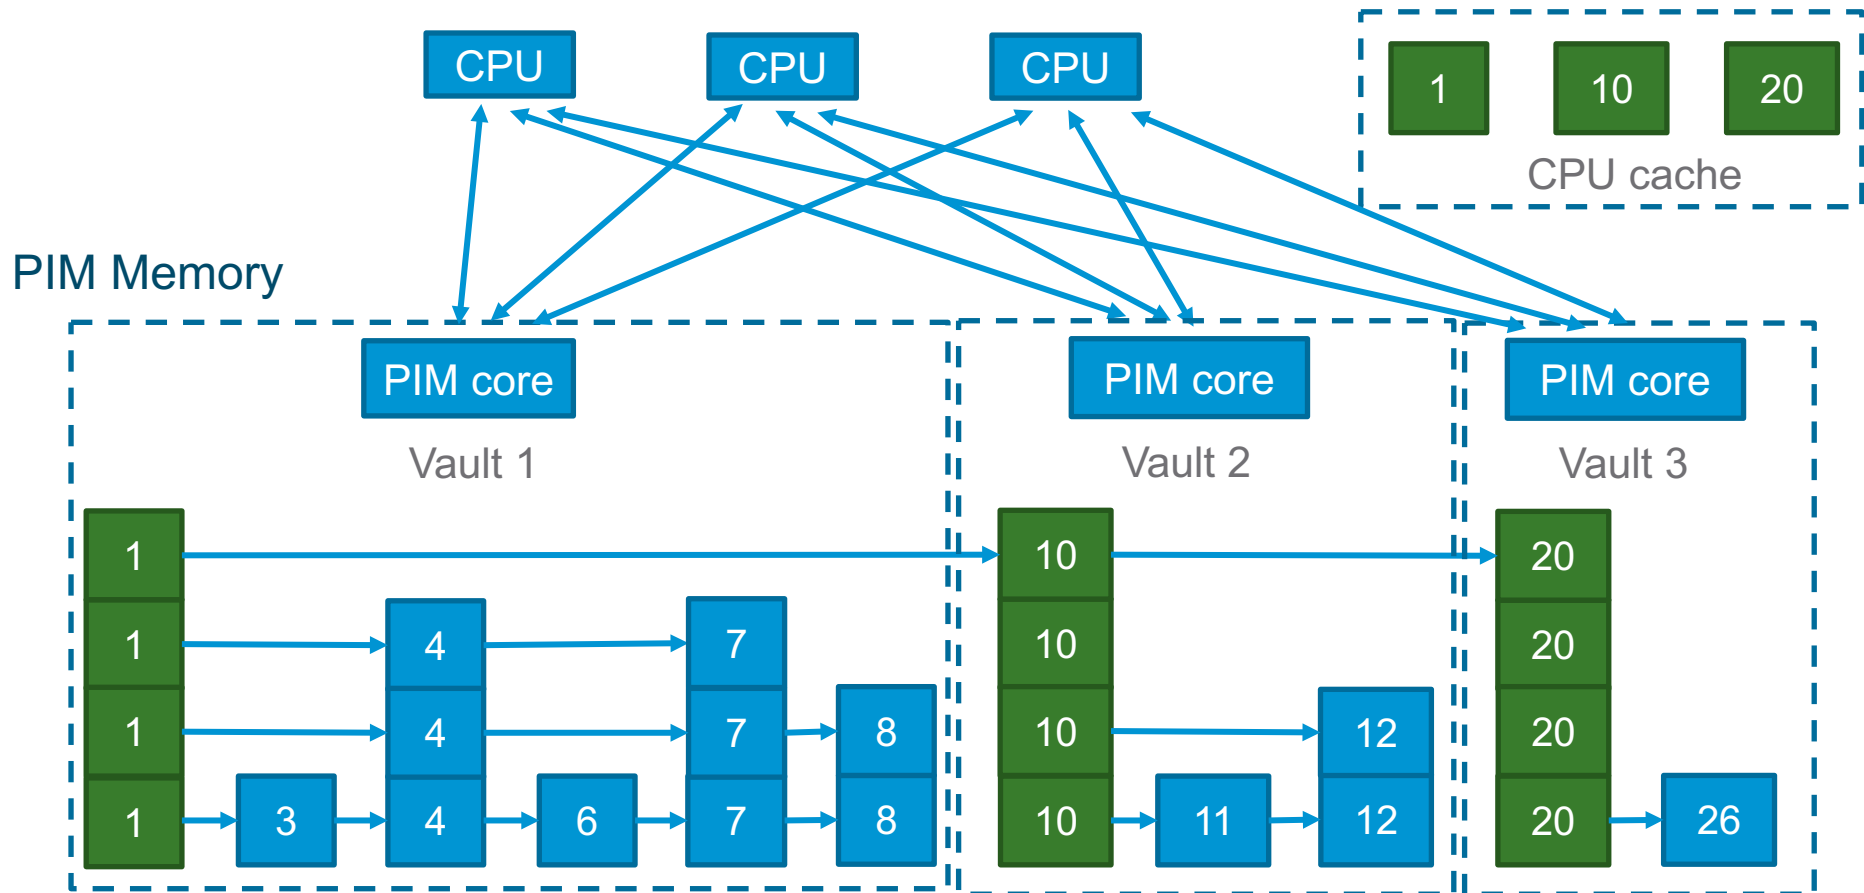 CPU CPU CPU
1 10 20
CPU cache
PIM Memory
PIM core PIM core PIM core
Vault 1 Vault 2 Vault 3
1 10 20
1 4 7 10 20
1 4 7 8 10 12 20
1 3 4 6 7 8 10 11 12 20 26